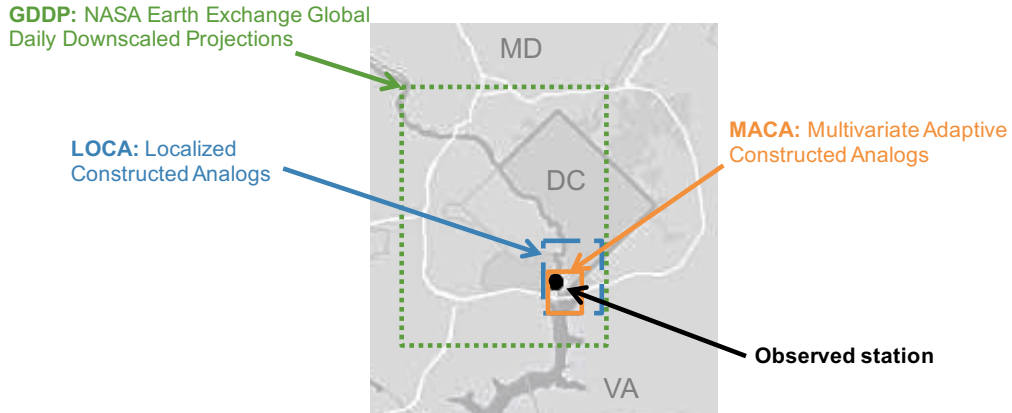 GDDP: NASA Earth Exchange Global
Daily Downscaled Projections
MD
LOCA: Localized
Constructed Analogs
MACA: Multivariate Adaptive
Constructed Analogs
DC
Observed station
VA